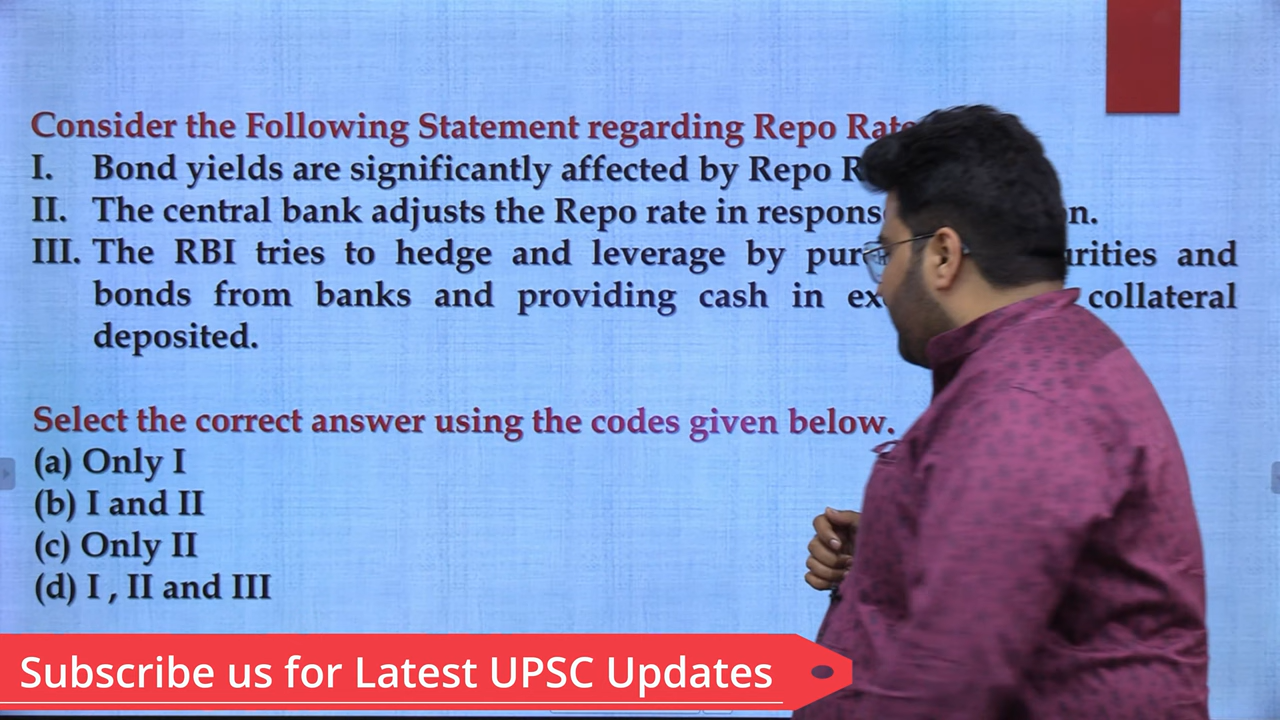 Consider the Following Statement regarding Repo Rate
I. Bond yields are significantly affected by Repo
II. The central bank adjusts the Repo rate in
III. The RBI tries to hedge and leverage by and
bonds from banks and providing cash in collateral
deposited.
Select the correct answer using the codes given below.
(a) Only I
(b) I and II
(c) Only II
(d) I , II and III
Subscribe us for Latest UPSC Updates